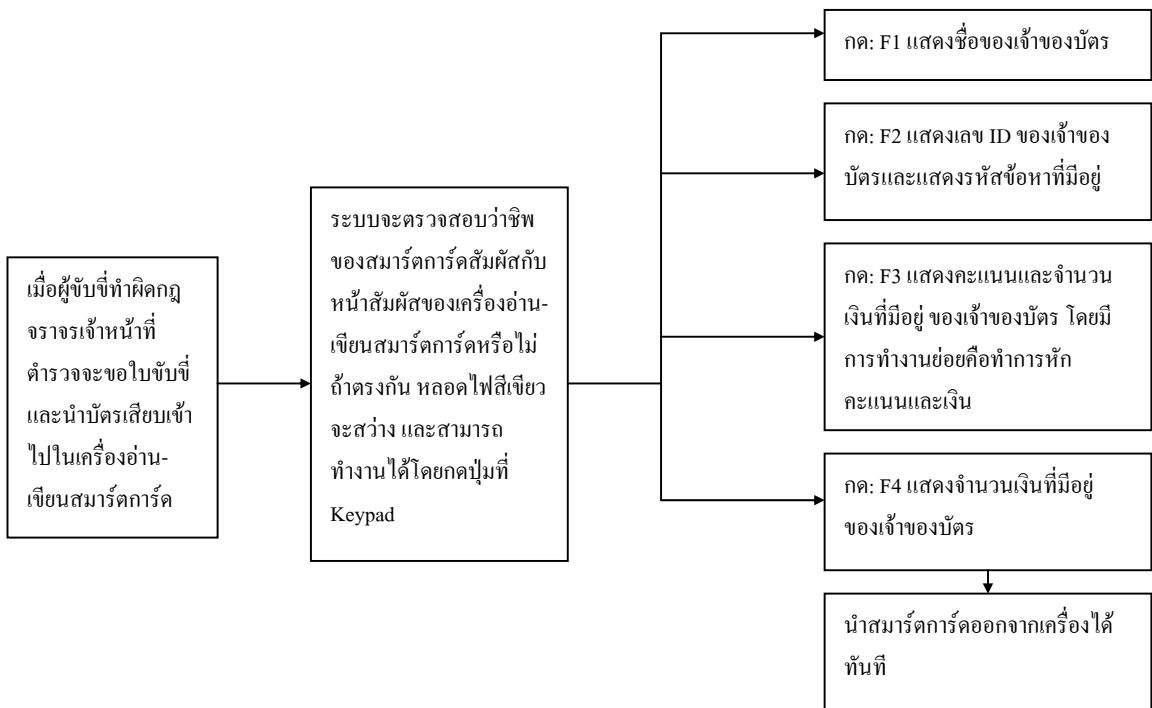 เมื่อผู้ขับขี่ทำผิดกฎ
จราจรเจ้าหน้าที่
ตำรวจจะขอใบขับขี่
และนำบัตรเสียบเข้า
ไปในเครื่องอ่าน-
เขียนสมาร์ตการ์ด
ระบบจะตรวจสอบว่าชิพ
ของสมาร์ตการ์ดสัมผัสกับ
หน้าสัมผัสของเครื่องอ่าน-
เขียนสมาร์ตการ์ดหรือไม่
ถ้าตรงกัน หลอดไฟสีเขียว
จะสว่าง และสามารถ
ทำงานได้โดยกดปุ่มที่
Keypad
กด: F1 แสดงชื่อของเจ้าของบัตร
กด: F2 แสดงเลข ID ของเจ้าของ
บัตรและแสดงรหัสข้อหาที่มีอยู่
กด: F3 แสดงคะแนนและจำนวน
เงินที่มีอยู่ ของเจ้าของบัตร โดยมี
การทำงานย่อยคือทำการหัก
คะแนนและเงิน
กด: F4 แสดงจำนวนเงินที่มีอยู่
ของเจ้าของบัตร
นำสมาร์ตการ์ดออกจากเครื่องได้
ทันที